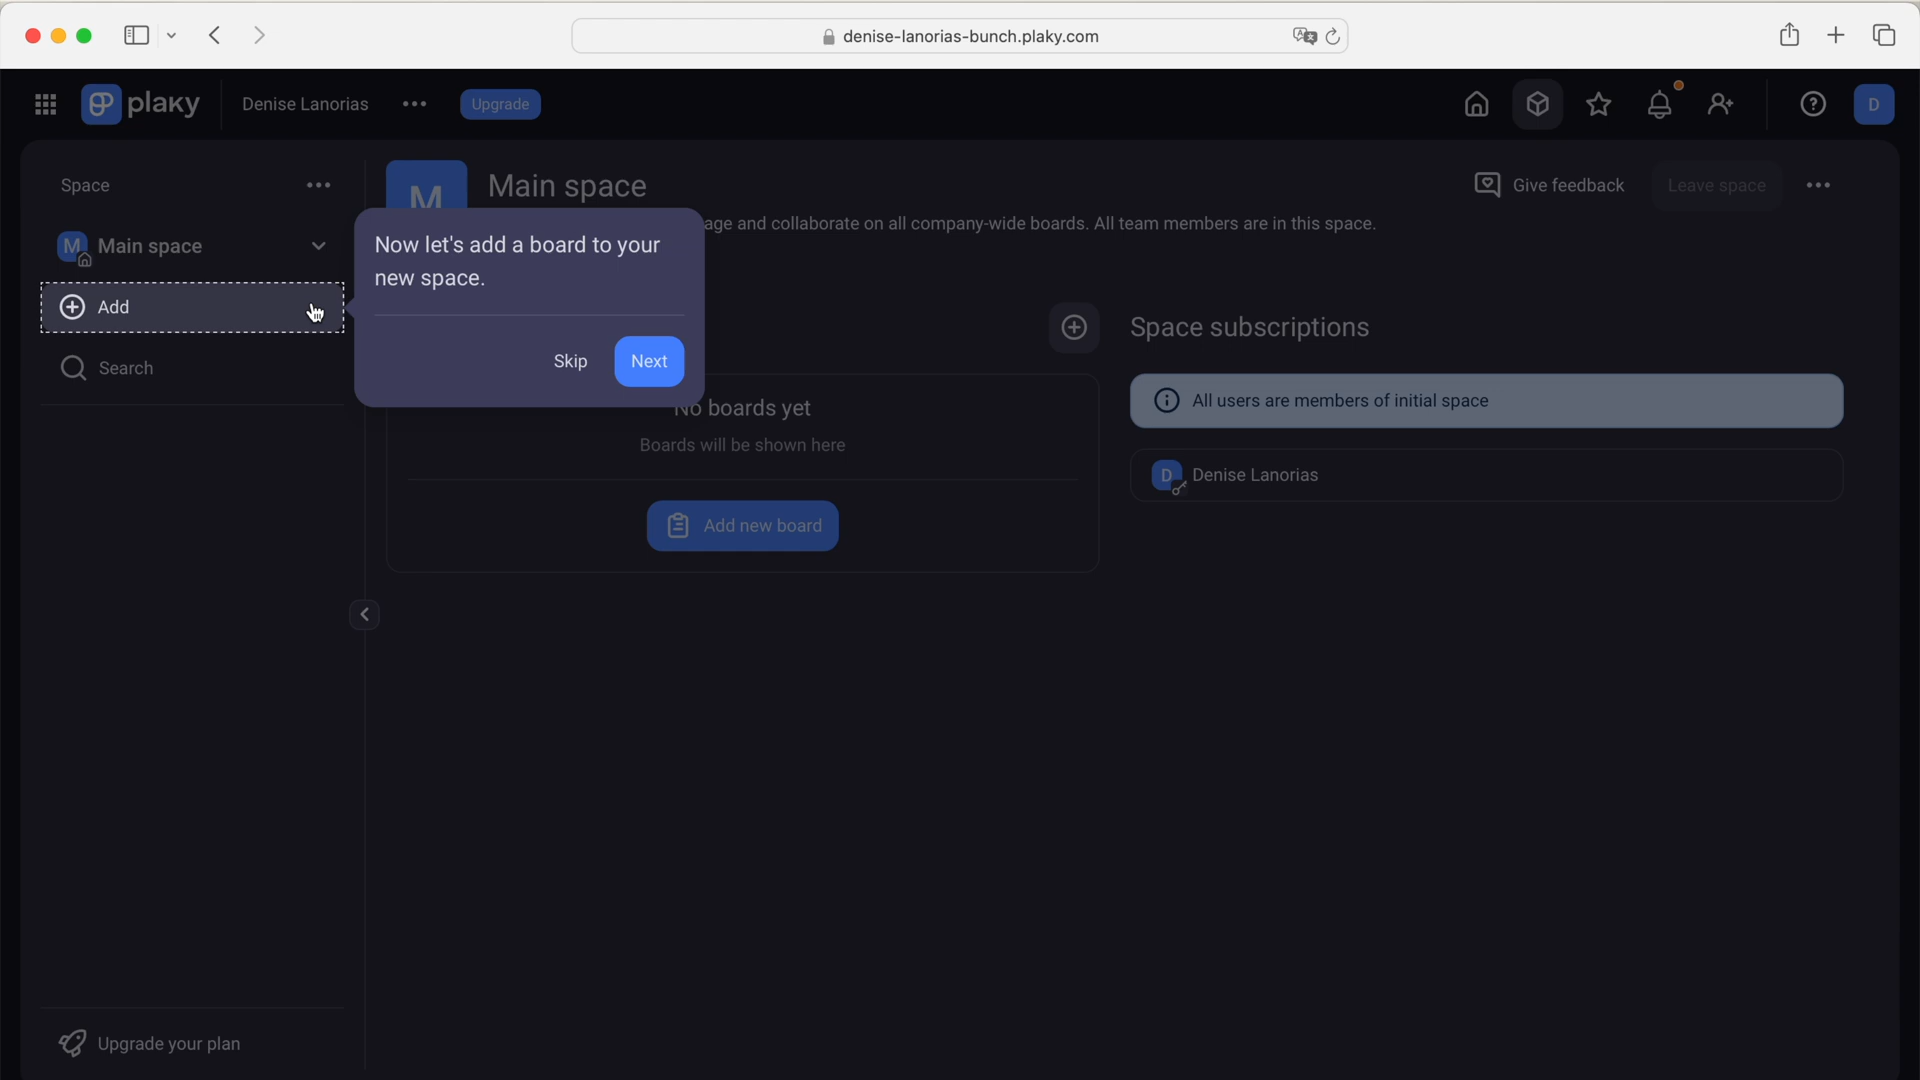 denise-lanorias-bunch.plaky.com
plaky
Denise Lanorias
Upgrade
D
Space
M
Main space
Give feedback
Leave space
age and collaborate on all company-wide boards. All team members are in this space.
M Main space
Now let's add a board to your
new space.
Add
Skip
Next
Search
Space subscriptions
All users are members of initial space
No boards yet
Boards will be shown here
D Denise Lanorias
Add new board
Upgrade your plan